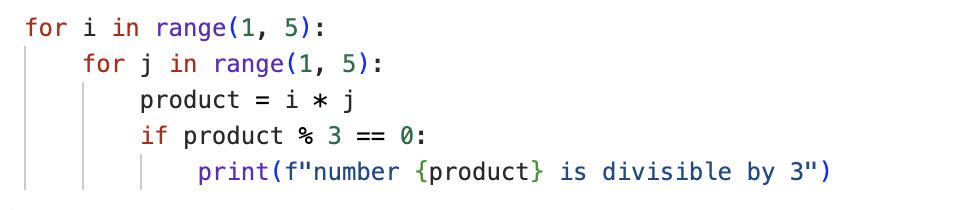 for i in range(1, 5):
    for j in range(1, 5):
        product = i * j
        if product % 3 == 0:
            print(f"number {product} is divisible by 3")